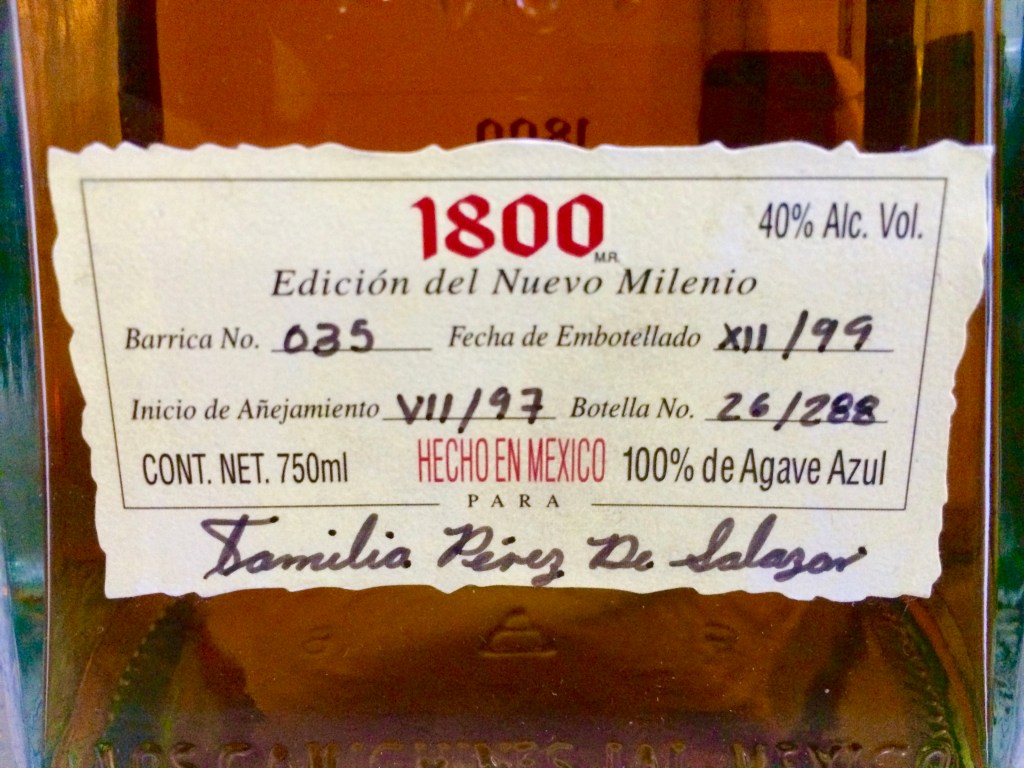 1800
40% Alc. Vol.
M.R.
Edición del Nuevo Milenio
Barrica No. 035 Fecha de Embotellado XII/99
Inicio de Añejamiento VII/97 Botella No. 26/288
CONT. NET. 750ml HECHO EN MEXICO 100% de Agave Azul
PARA
Familia Pérez De Salazar